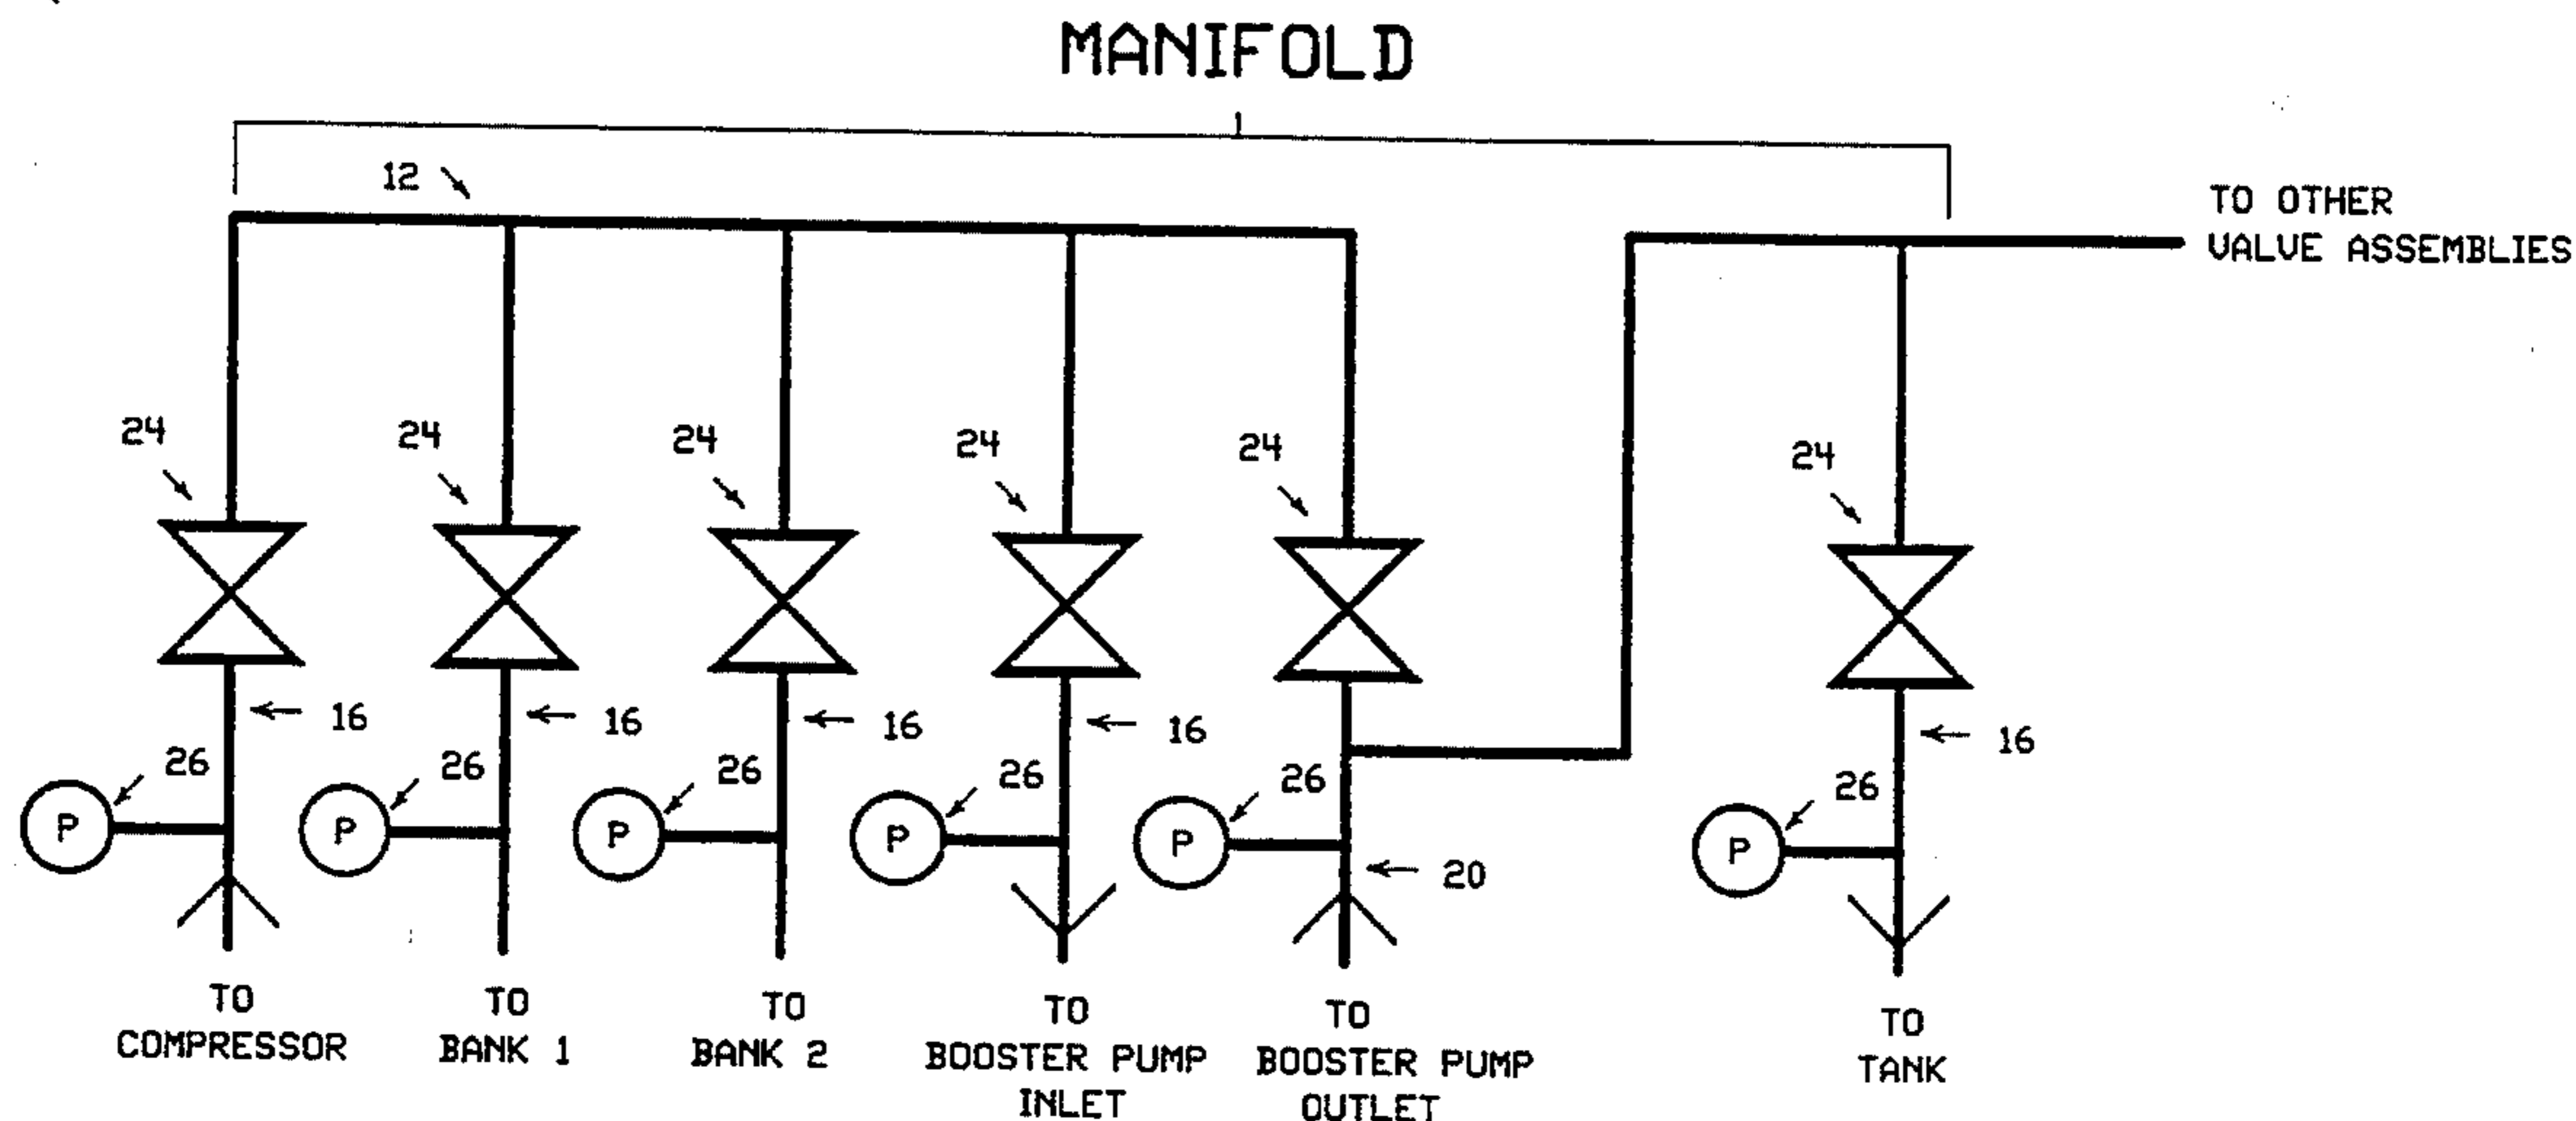 MANIFOLD
12
TO OTHER
VALVE ASSEMBLIES
24
24
24
24
24
24
16
16
16
16
16
26
26
26
26
26
26
P
P
P
P
P
P
20
TO
COMPRESSOR
TO
BANK 1
TO
BANK 2
TO
BOOSTER PUMP
INLET
TO
BOOSTER PUMP
OUTLET
TO
TANK